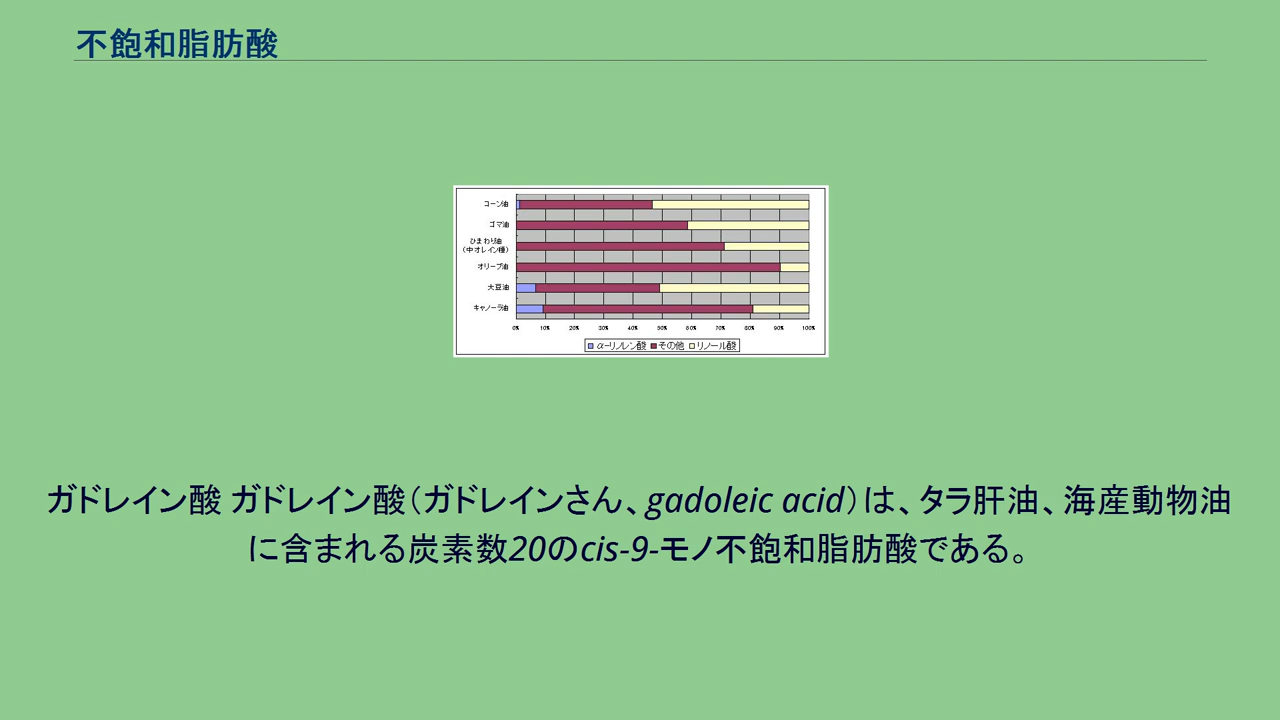 不飽和脂肪酸
コーン油
ゴマ油
ひまわり油
(中オレイン種)
オリーブ油
大豆油
キャノーラ油
0% 10% 20% 30% 40% 50% 60% 70% 80% 90% 100%
α-リノレン酸 その他 リノール酸
ガドレイン酸 ガドレイン酸（ガドレインさん、gadoleic acid）は、タラ肝油、海産動物油
に含まれる炭素数20のcis-9-モノ不飽和脂肪酸である。